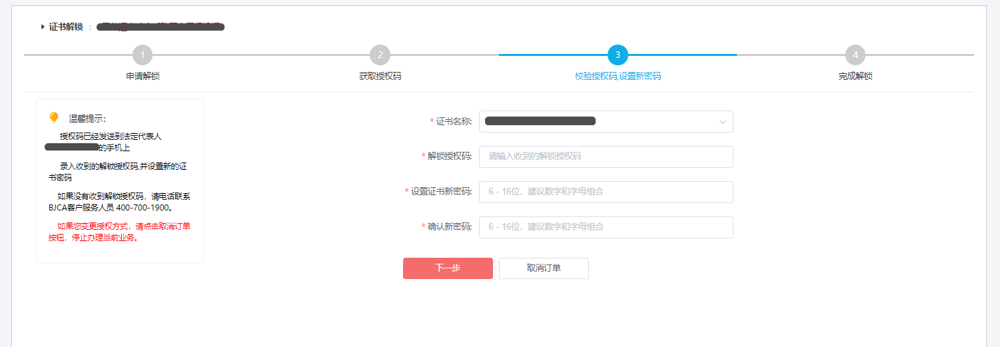 证书解锁 :
1
2
3
4
申请解锁
获取授权码
校验授权码,设置新密码
完成解锁
温馨提示:
授权码已经发送到法定代表人
的手机上
录入收到的解锁授权码,并设置新的证
书密码
如果没有收到解锁授权码，请电话联系
BJCA客户服务人员 400-700-1900。
如果您变更授权方式，请点击取消订单
按钮，停止办理当前业务。
* 证书名称:
* 解锁授权码:
请输入收到的解锁授权码
* 设置证书新密码:
6 - 16位，建议数字和字母组合
* 确认新密码:
6 - 16位，建议数字和字母组合
下一步
取消订单